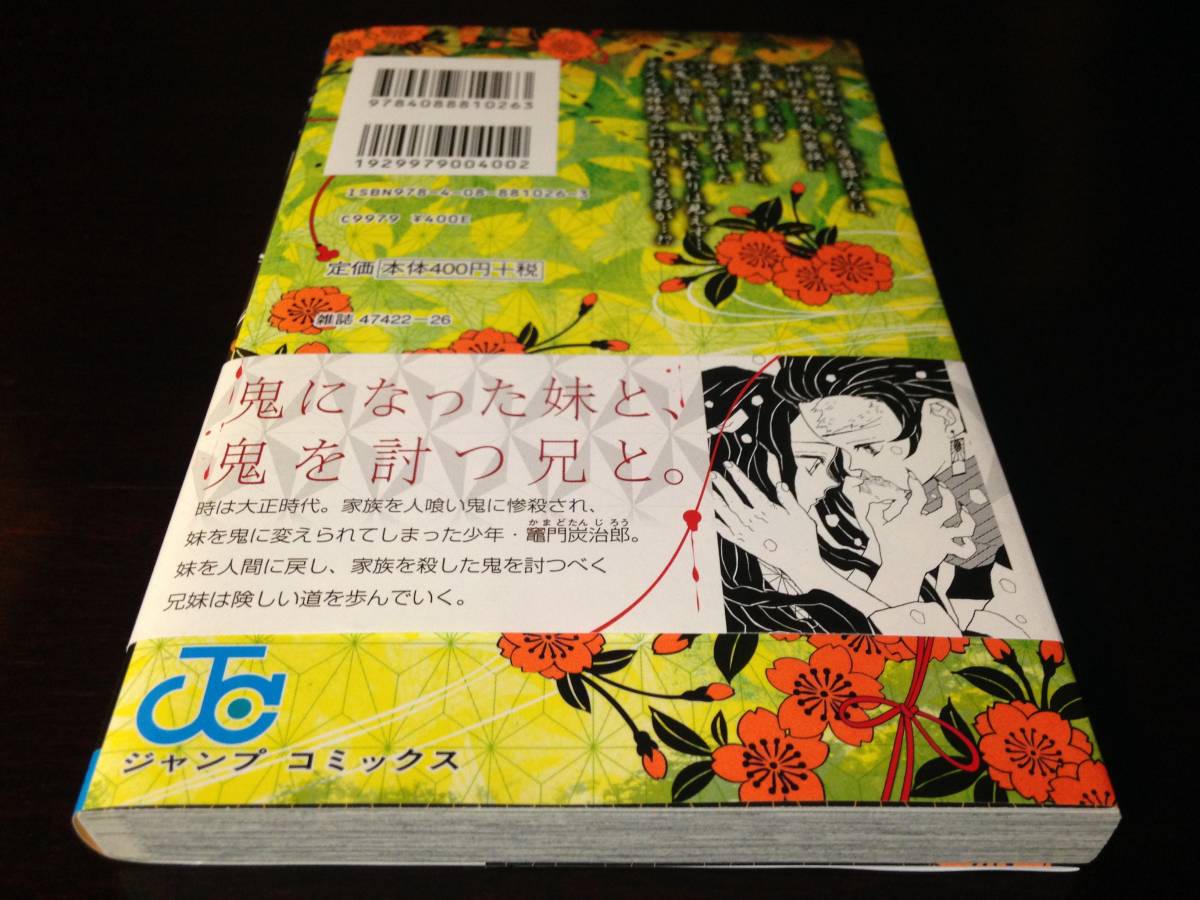 9784088810263
1929979004002
ISBN978-4-08-881026-3
C9979 ¥400E
定価 本体400円+税
雑誌 47422-26
鬼になった妹と、
鬼を討つ兄と。
時は大正時代。家族を人喰い鬼に惨殺され、
妹を鬼に変えられてしまった少年・竈門炭治郎。
かまどたんじろう
妹を人間に戻し、家族を殺した鬼を討つべく
兄妹は険しい道を歩んでいく。
JC
ジャンプ コミックス